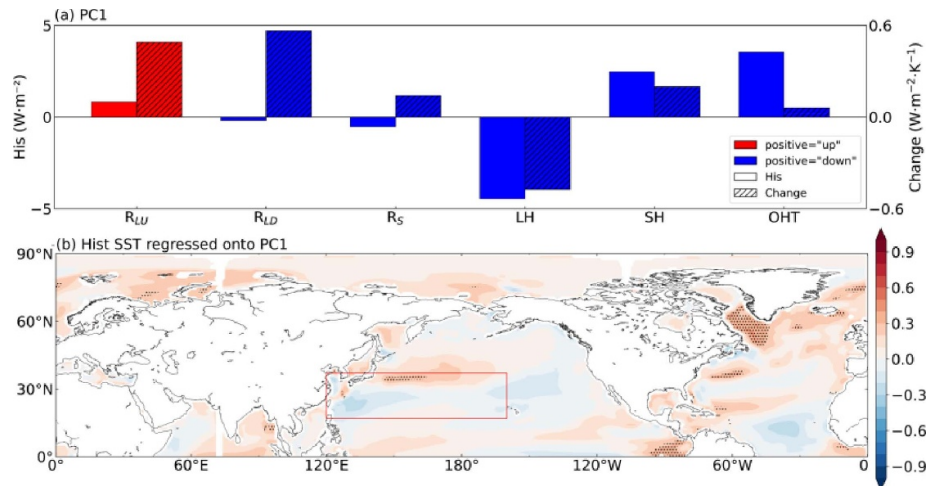 (a) PC1
5
0
−5
His (W·m⁻²)
0.6
0.0
−0.6
Change (W·m⁻²·K⁻¹)
positive="up"
positive="down"
His
Change
R_LU R_LD R_S LH SH OHT
(b) Hist SST regressed onto PC1
90°N
60°N
30°N
0°
0° 60°E 120°E 180° 120°W 60°W 0
0.9
0.6
0.3
0.0
−0.3
−0.6
−0.9